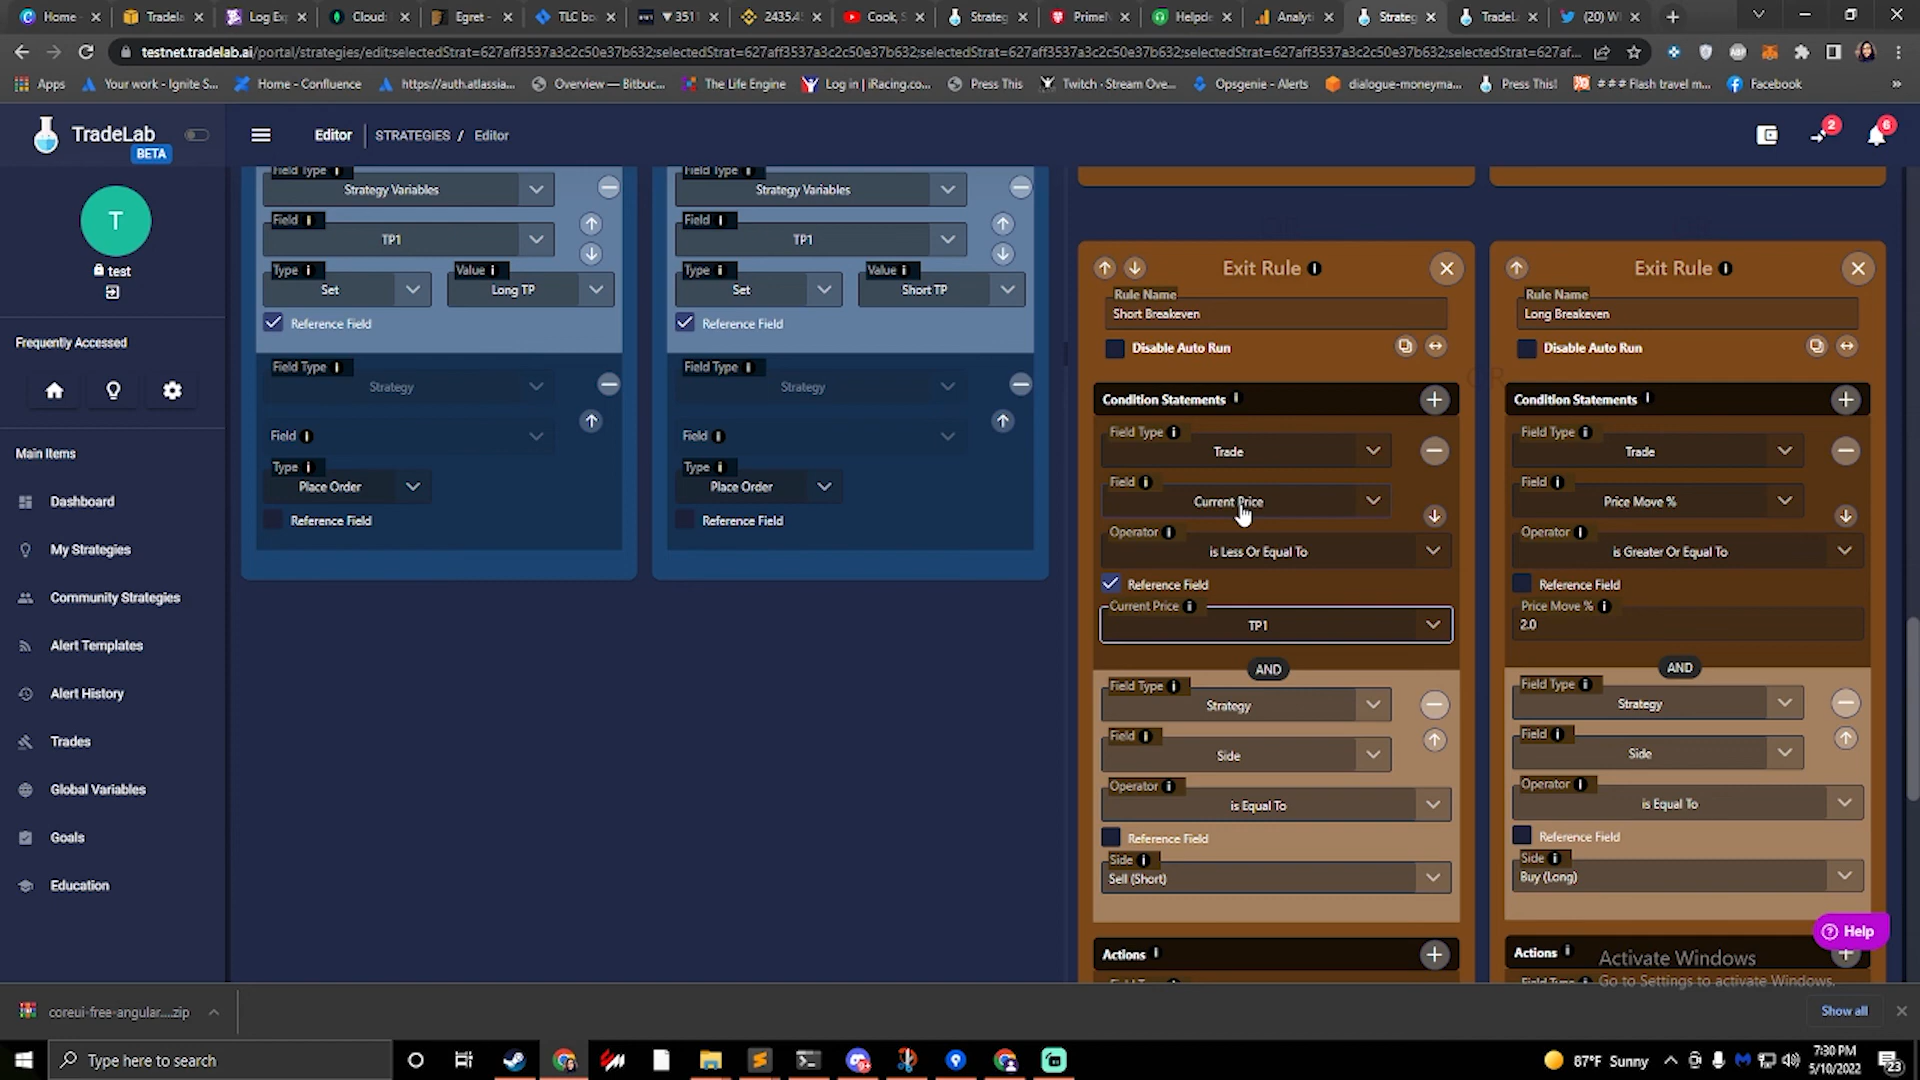 Home
Tradela
Log Ex
Cloud:
Egret -
TLC bo
▼ 3511
2435.4
Cook, S
Strateg
PrimeN
Helpde
Analyti
Strateg
TradeL
(20) W
testnet.tradelab.ai/portal/strategies/edit;selectedStrat=627aff3537a3c2c50e37b632;selectedStrat=627aff3537a3c2c50e37b632;selectedStrat=627aff3537a3c2c50e37b632;selectedStrat=627af...
Apps
Your work - Ignite S...
Home - Confluence
https://auth.atlassia...
Overview — Bitbuc...
The Life Engine
Log in | iRacing.co...
Press This
Twitch - Stream Ove...
Opsgenie - Alerts
dialogue-moneyma...
Press This!
###Flash travel m...
Facebook
»
TradeLab
BETA
Editor
STRATEGIES / Editor
2
6
T
test
Frequently Accessed
Main Items
Dashboard
My Strategies
Community Strategies
Alert Templates
Alert History
Trades
Global Variables
Goals
Education
Field Type
Strategy Variables
Field
TP1
Type
Set
Value
Long TP
Reference Field
Field Type
Strategy
Field
Type
Place Order
Reference Field
Field Type
Strategy Variables
Field
TP1
Type
Set
Value
Short TP
Reference Field
Field Type
Strategy
Field
Type
Place Order
Reference Field
Exit Rule
Rule Name
Short Breakeven
Disable Auto Run
Condition Statements
Field Type
Trade
Field
Current Price
Operator
is Less Or Equal To
Reference Field
Current Price
TP1
AND
Field Type
Strategy
Field
Side
Operator
is Equal To
Reference Field
Side
Sell (Short)
Actions
OR
Exit Rule
Rule Name
Long Breakeven
Disable Auto Run
Condition Statements
Field Type
Trade
Field
Price Move %
Operator
is Greater Or Equal To
Reference Field
Price Move %
2.0
AND
Field Type
Strategy
Field
Side
Operator
is Equal To
Reference Field
Side
Buy (Long)
Actions
Help
Activate Windows
Go to Settings to activate Windows.
coreui-free-angular....zip
Show all
Type here to search
87°F Sunny
7:30 PM
5/10/2022
23